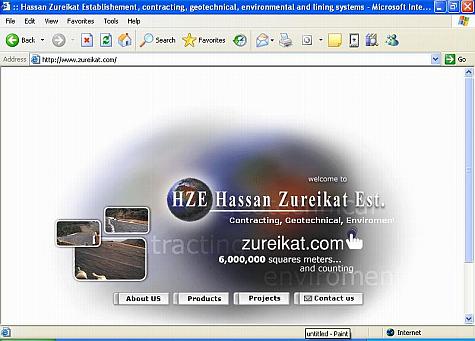 :: Hassan Zureikat Establishement, contracting, geotechnical, environmental and lining systems - Microsoft Inte...
File Edit View Favorites Tools Help
Back Search Favorites
Address http://www.zureikat.com/ Go
welcome to
HZE Hassan Zureikat Est.
Contracting, Geotechnical, Enviromen
tracting
zureikat.com
6,000,000 squares meters...
and counting
enviromen
About US Products Projects Contact us
untitled - Paint
Internet